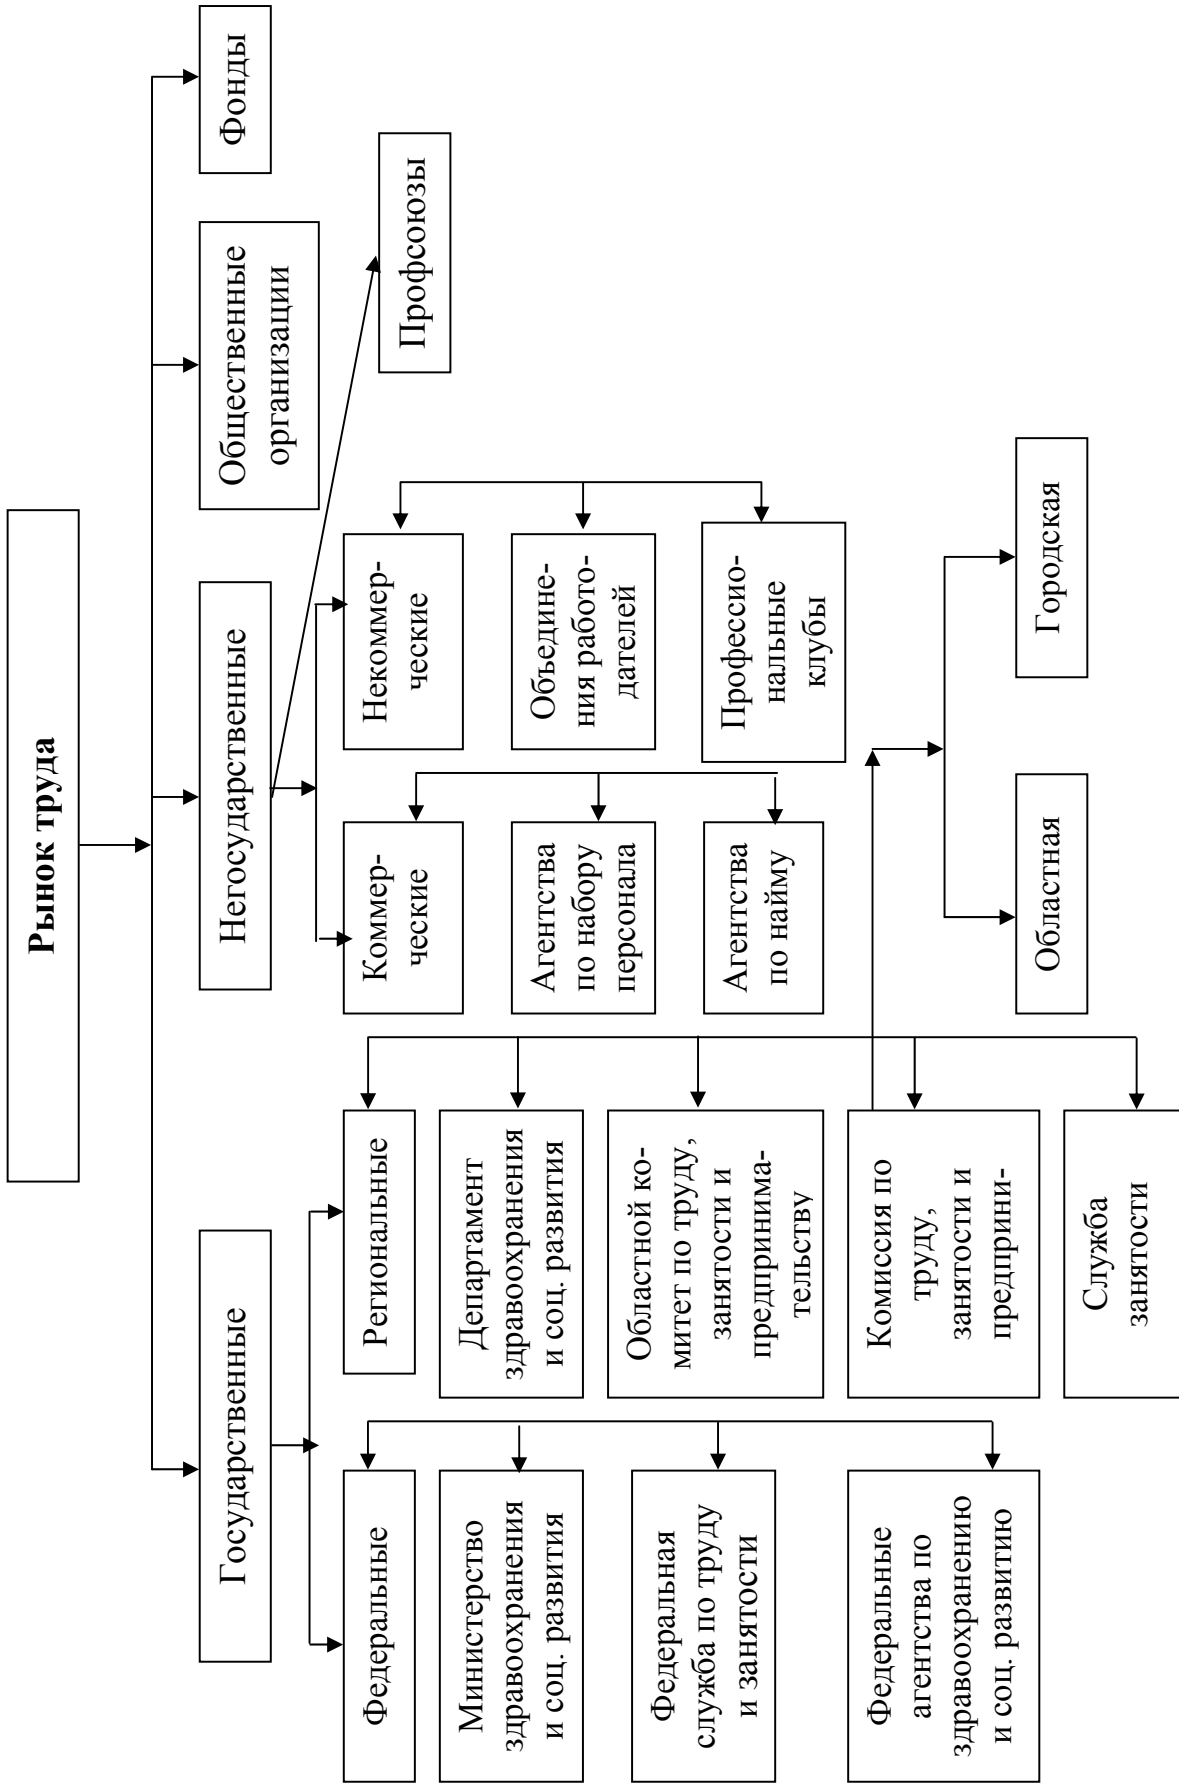 Рынок труда
Государственные
Негосударственные
Общественные
организации
Фонды
Федеральные
Региональные
Коммер-
ческие
Некоммер-
ческие
Профсоюзы
Министерство
здравоохранения
и соц. развития
Департамент
здравоохранения
и соц. развития
Агентства
по набору
персонала
Объедине-
ния работо-
дателей
Федеральная
служба по труду
и занятости
Областной ко-
митет по труду,
занятости и
предпринима-
тельству
Агентства
по найму
Профессио-
нальные
клубы
Федеральные
агентства по
здравоохранению
и соц. развитию
Комиссия по
труду,
занятости и
предприни-
Областная
Городская
Служба
занятости